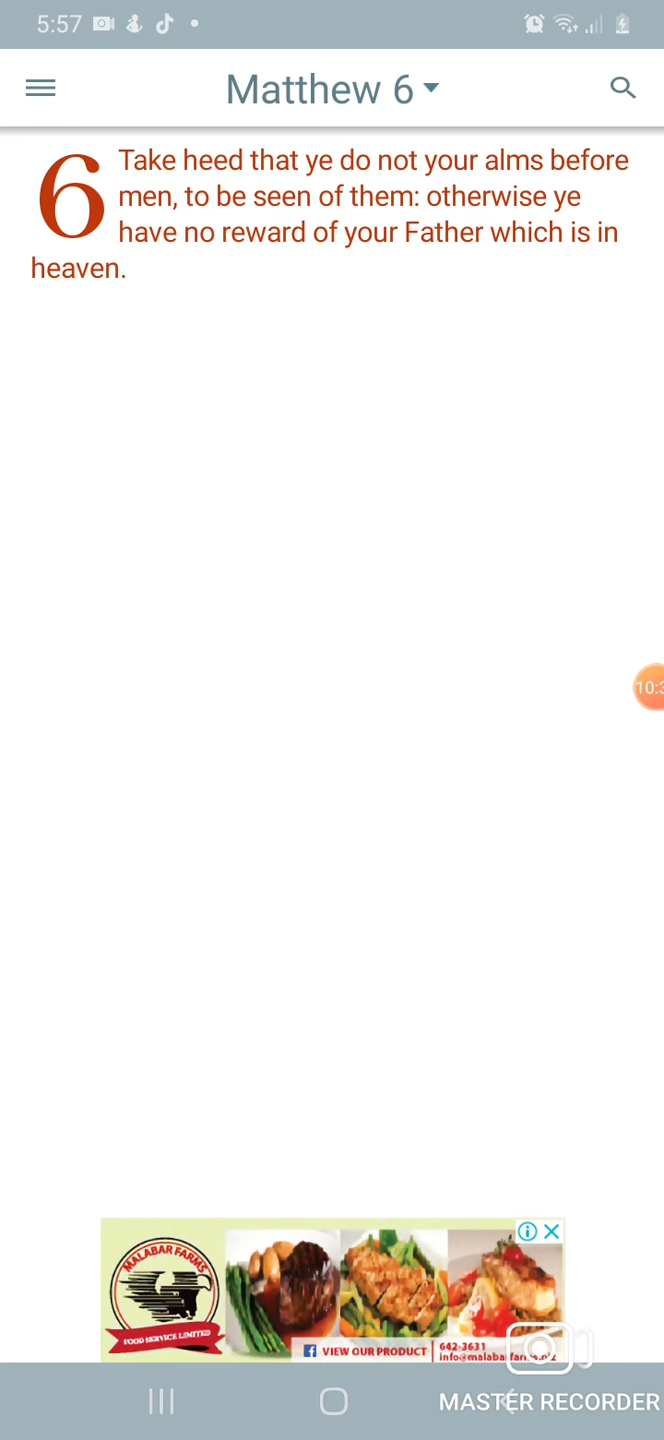 5:57
Matthew 6
6 Take heed that ye do not your alms before
men, to be seen of them: otherwise ye
have no reward of your Father which is in
heaven.
10:3
MALABAR FARMS
FOOD SERVICE LIMITED
VIEW OUR PRODUCT
642-3631
MASTER RECORDER